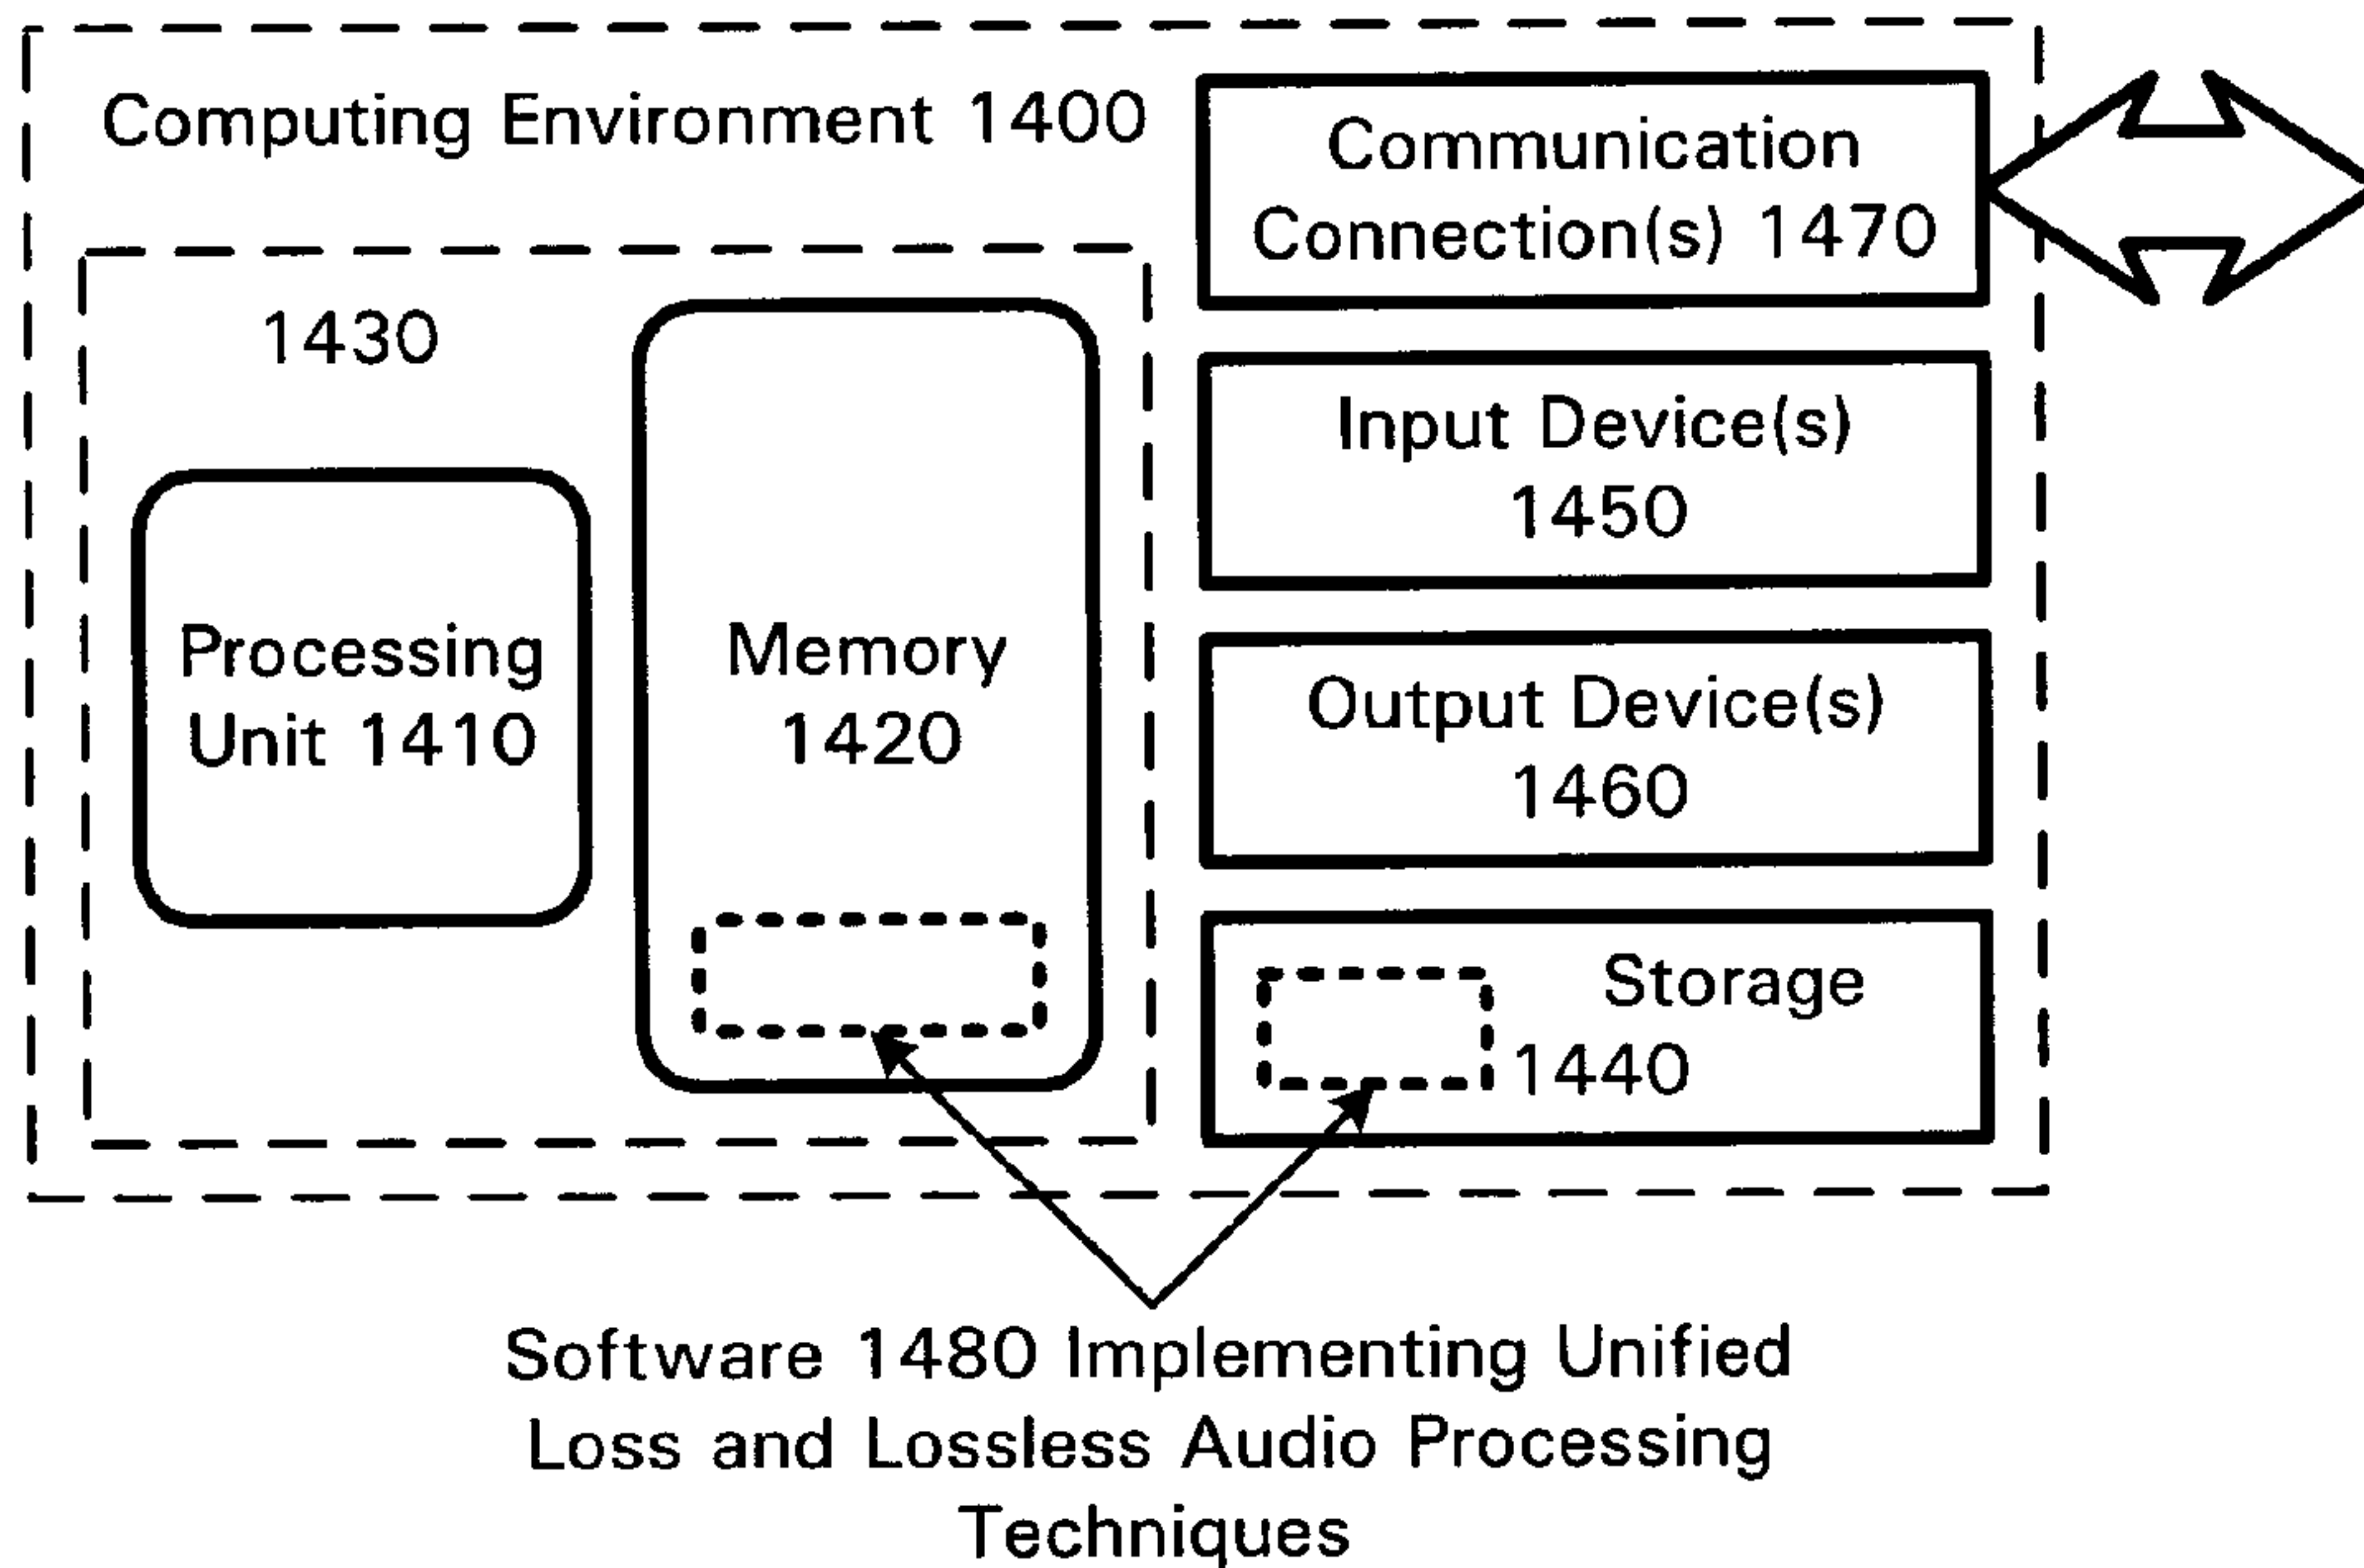 Computing Environment 1400
Communication
Connection(s) 1470
1430
Input Device(s)
1450
Processing
Unit 1410
Memory
1420
Output Device(s)
1460
Storage
1440
Software 1480 Implementing Unified
Loss and Lossless Audio Processing
Techniques